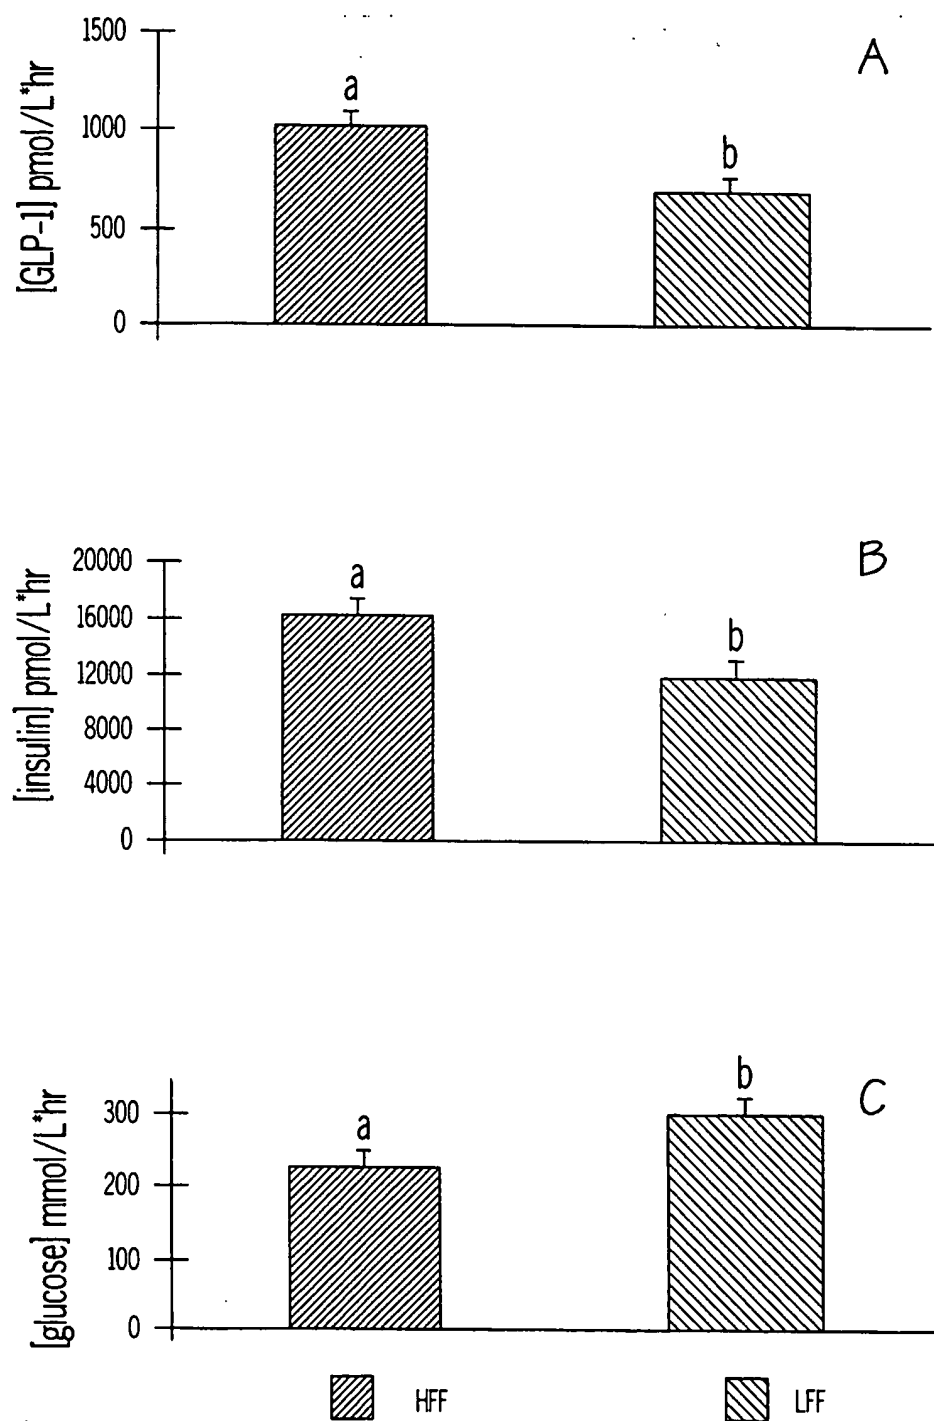 A
[GLP-1] pmol/L*hr
1500
1000
500
0
a
b
B
[insulin] pmol/L*hr
20000
16000
12000
8000
4000
0
a
b
C
[glucose] mmol/L*hr
300
200
100
0
a
b
HFF
LFF